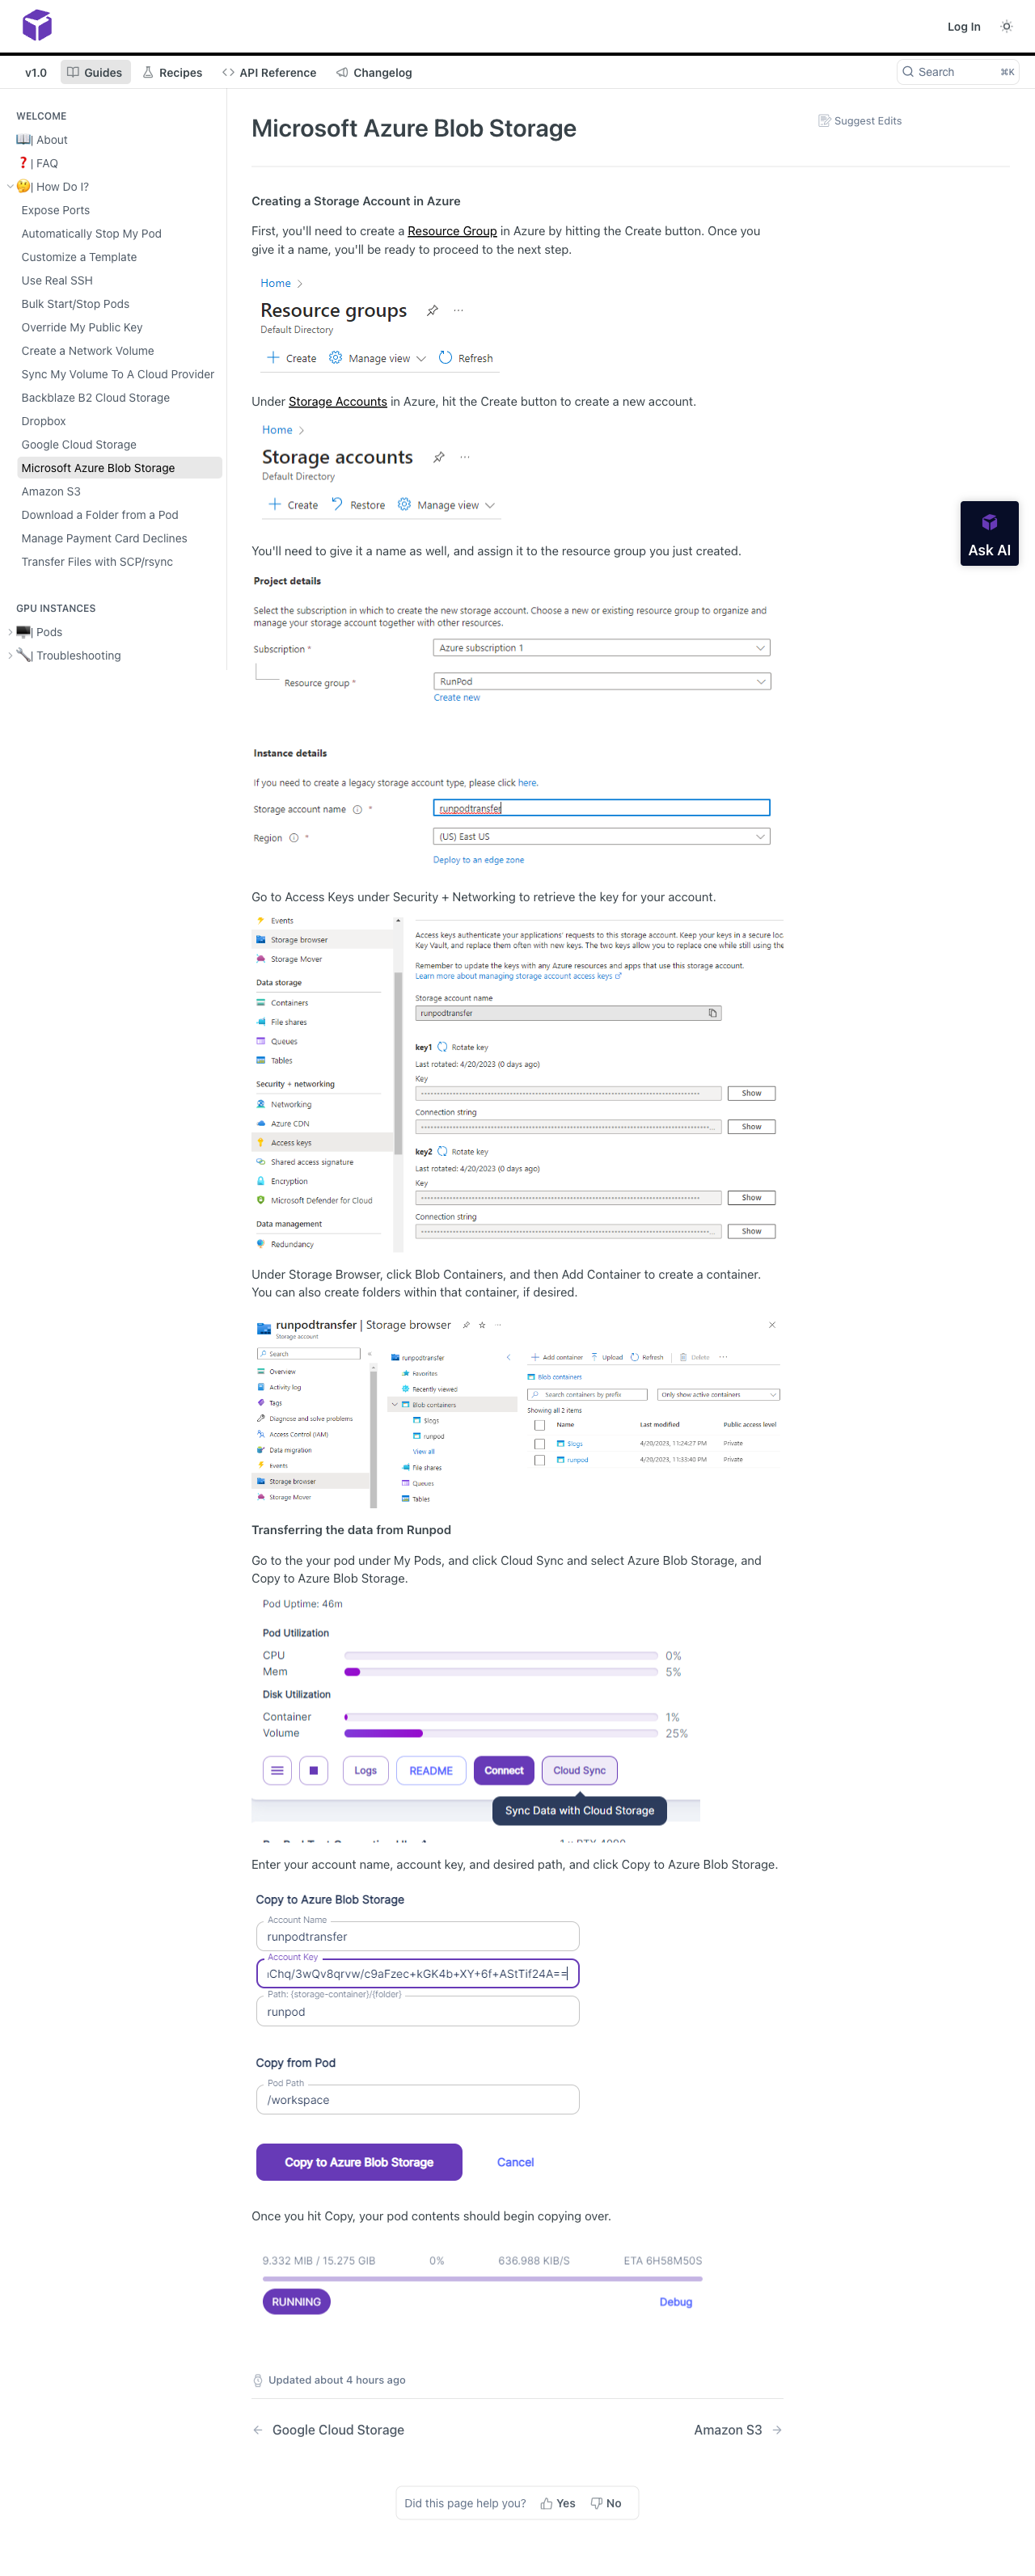 Log In
v1.0
Guides
Recipes
API Reference
Changelog
Search
⌘K
WELCOME
| About
| FAQ
| How Do I?
Expose Ports
Automatically Stop My Pod
Customize a Template
Use Real SSH
Bulk Start/Stop Pods
Override My Public Key
Create a Network Volume
Sync My Volume To A Cloud Provider
Backblaze B2 Cloud Storage
Dropbox
Google Cloud Storage
Microsoft Azure Blob Storage
Amazon S3
Download a Folder from a Pod
Manage Payment Card Declines
Transfer Files with SCP/rsync
GPU INSTANCES
| Pods
| Troubleshooting
Microsoft Azure Blob Storage
Suggest Edits
Creating a Storage Account in Azure
First, you'll need to create a Resource Group in Azure by hitting the Create button. Once you
give it a name, you'll be ready to proceed to the next step.
Home >
Resource groups
Default Directory
Create
Manage view
Refresh
Under Storage Accounts in Azure, hit the Create button to create a new account.
Home >
Storage accounts
Default Directory
Create
Restore
Manage view
Ask AI
You'll need to give it a name as well, and assign it to the resource group you just created.
Project details
Select the subscription in which to create the new storage account. Choose a new or existing resource group to organize and
manage your storage account together with other resources.
Subscription *
Azure subscription 1
Resource group *
RunPod
Create new
Instance details
If you need to create a legacy storage account type, please click here.
Storage account name *
runpodtransfer
Region *
(US) East US
Deploy to an edge zone
Go to Access Keys under Security + Networking to retrieve the key for your account.
Events
Storage browser
Storage Mover
Data storage
Containers
File shares
Queues
Tables
Security + networking
Networking
Azure CDN
Access keys
Shared access signature
Encryption
Microsoft Defender for Cloud
Data management
Redundancy
Access keys authenticate your applications' requests to this storage account. Keep your keys in a secure loc
Key Vault, and replace them often with new keys. The two keys allow you to replace one while still using the
Remember to update the keys with any Azure resources and apps that use this storage account.
Learn more about managing storage account access keys
Storage account name
runpodtransfer
key1
Rotate key
Last rotated: 4/20/2023 (0 days ago)
Key
Show
Connection string
Show
key2
Rotate key
Last rotated: 4/20/2023 (0 days ago)
Key
Show
Connection string
Show
Under Storage Browser, click Blob Containers, and then Add Container to create a container.
You can also create folders within that container, if desired.
runpodtransfer | Storage browser
Storage account
Search
Overview
Activity log
Tags
Diagnose and solve problems
Access Control (IAM)
Data migration
Events
Storage browser
Storage Mover
runpodtransfer
Favorites
Recently viewed
Blob containers
$logs
runpod
View all
File shares
Queues
Tables
Add container
Upload
Refresh
Delete
Blob containers
Search containers by prefix
Only show active containers
Showing all 2 items
Name
Last modified
Public access level
$logs
4/20/2023, 11:24:27 PM
Private
runpod
4/20/2023, 11:33:40 PM
Private
Transferring the data from Runpod
Go to the your pod under My Pods, and click Cloud Sync and select Azure Blob Storage, and
Copy to Azure Blob Storage.
Pod Uptime: 46m
Pod Utilization
CPU
0%
Mem
5%
Disk Utilization
Container
1%
Volume
25%
Logs
README
Connect
Cloud Sync
Sync Data with Cloud Storage
Enter your account name, account key, and desired path, and click Copy to Azure Blob Storage.
Copy to Azure Blob Storage
Account Name
runpodtransfer
Account Key
Chq/3wQv8qrvw/c9aFzec+kGK4b+XY+6f+AStTif24A==
Path: {storage-container}/{folder}
runpod
Copy from Pod
Pod Path
/workspace
Copy to Azure Blob Storage
Cancel
Once you hit Copy, your pod contents should begin copying over.
9.332 MIB / 15.275 GIB
0%
636.988 KIB/S
ETA 6H58M50S
RUNNING
Debug
Updated about 4 hours ago
Google Cloud Storage
Amazon S3
Did this page help you?
Yes
No